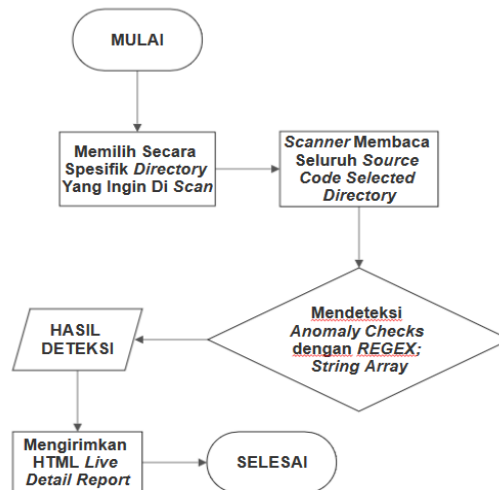 MULAI
Memilih Secara
Spesifik Directory
Yang Ingin Di Scan
Scanner Membaca
Seluruh Source
Code Selected
Directory
Mendeteksi
Anomaly Checks
dengan REGEX;
String Array
HASIL
DETEKSI
Mengirimkan
HTML Live
Detail Report
SELESAI